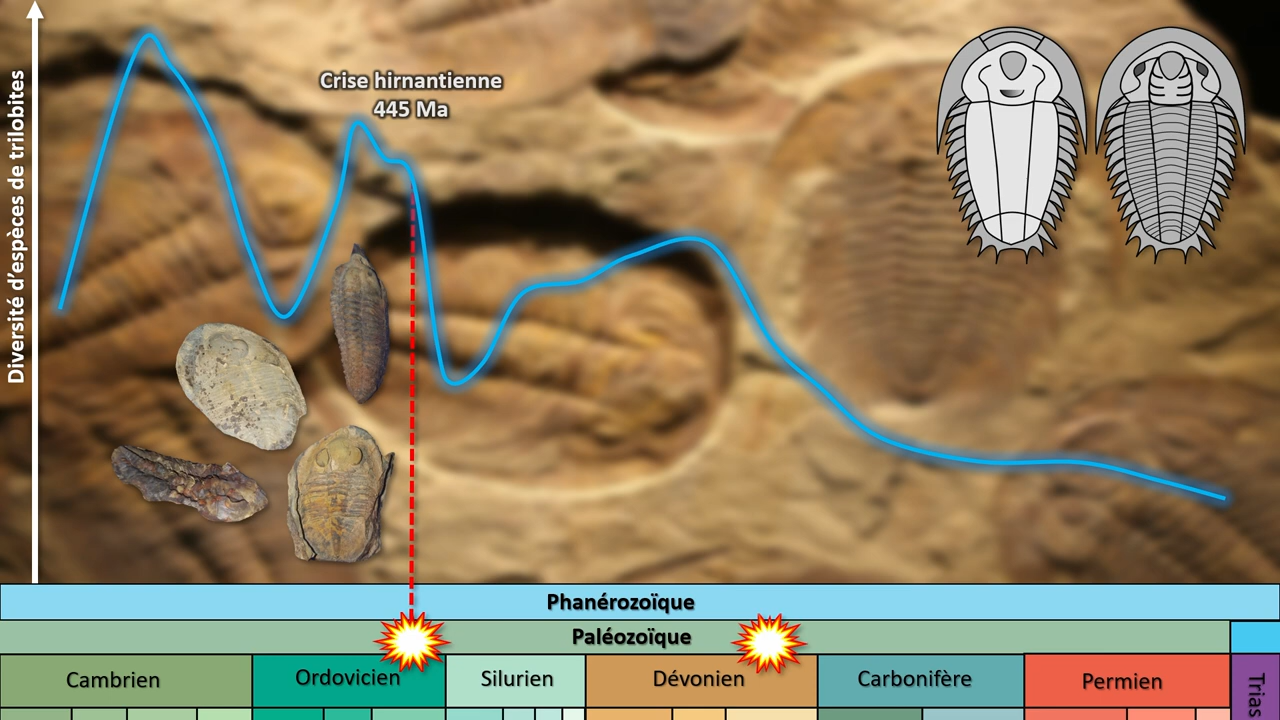 Diversité d'espèces de trilobites
Crise hirnantienne
445 Ma
Phanérozoïque
Paléozoïque
Cambrien
Ordovicien
Silurien
Dévonien
Carbonifère
Permien
Trias